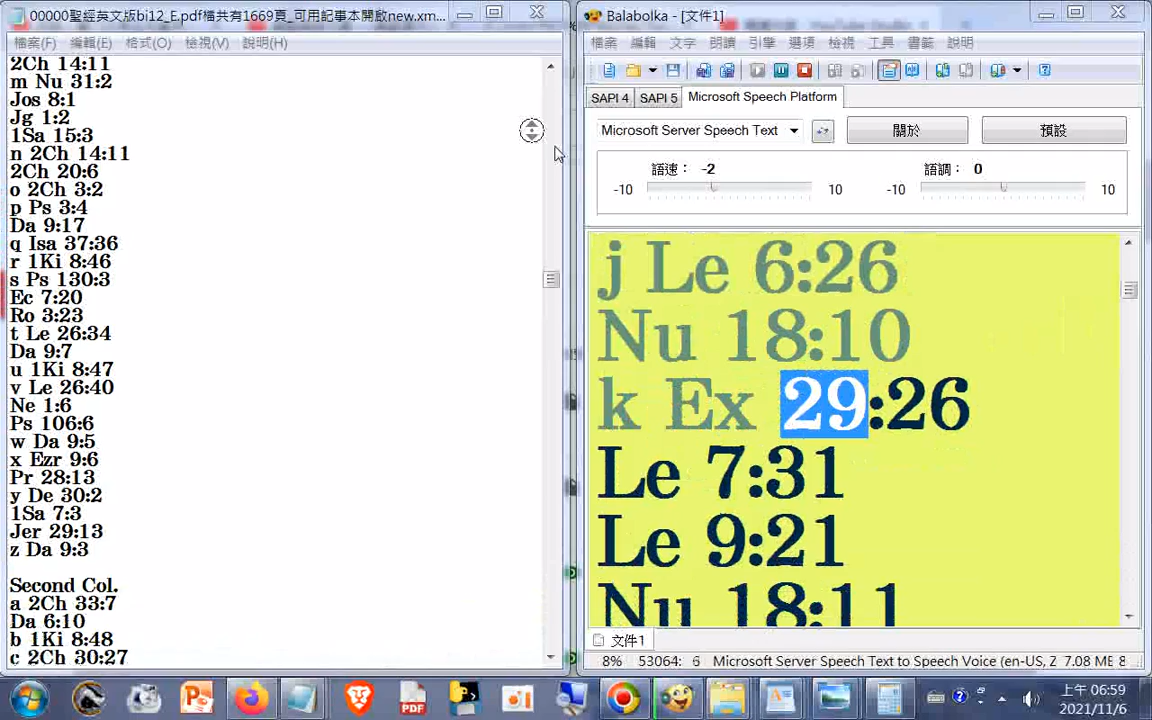 00000聖經英文版bi12_E.pdf檔共有1669頁_可用記事本開啟new.xm...
檔案(F) 編輯(E) 格式(O) 檢視(V) 說明(H)
2Ch 14:11
m Nu 31:2
Jos 8:1
Jg 1:2
1Sa 15:3
n 2Ch 14:11
2Ch 20:6
o 2Ch 3:2
p Ps 3:4
Da 9:17
q Isa 37:36
r 1Ki 8:46
s Ps 130:3
Ec 7:20
Ro 3:23
t Le 26:34
Da 9:7
u 1Ki 8:47
v Le 26:40
Ne 1:6
Ps 106:6
w Da 9:5
x Ezr 9:6
Pr 28:13
y De 30:2
1Sa 7:3
Jer 29:13
z Da 9:3
Second Col.
a 2Ch 33:7
Da 6:10
b 1Ki 8:48
c 2Ch 30:27
Balabolka - [文件1]
檔案 編輯 文字 朗讀 引擎 選項 檢視 工具 書籤 說明
SAPI 4 SAPI 5 Microsoft Speech Platform
Microsoft Server Speech Text 關於 預設
語速： -2 語調： 0
-10 10 -10 10
j Le 6:26
Nu 18:10
k Ex 29:26
Le 7:31
Le 9:21
Nu 18:11
文件1
8% 53064: 6 Microsoft Server Speech Text to Speech Voice (en-US, Z 7.08 MB 8
PDF
上午 06:59
2021/11/6